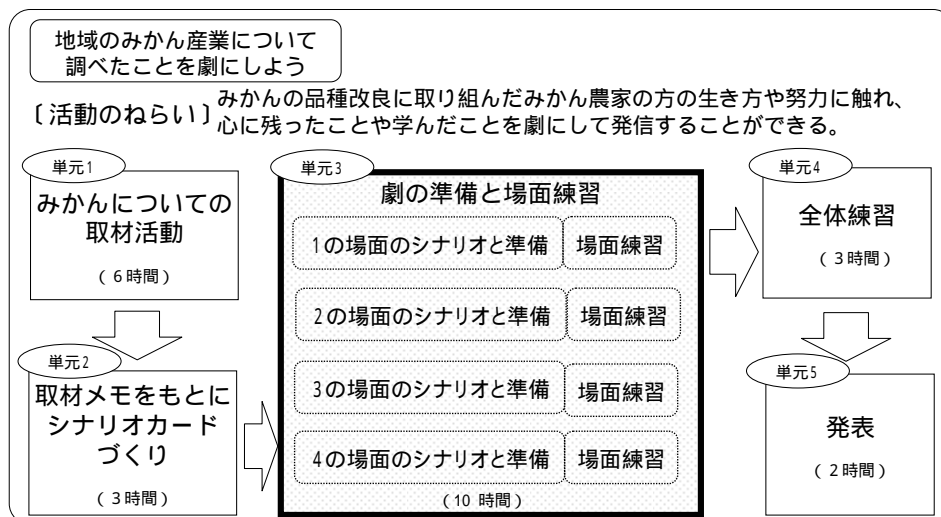 地域のみかん産業について
調べたことを劇にしよう
〔活動のねらい〕
みかんの品種改良に取り組んだみかん農家の方の生き方や努力に触れ、
心に残ったことや学んだことを劇にして発信することができる。
単元1
みかんについての
取材活動
（６時間）
単元2
取材メモをもとに
シナリオカード
づくり
（３時間）
単元3
劇の準備と場面練習
1の場面のシナリオと準備
場面練習
2の場面のシナリオと準備
場面練習
3の場面のシナリオと準備
場面練習
4の場面のシナリオと準備
場面練習
（10 時間）
単元4
全体練習
（３時間）
単元5
発表
（２時間）